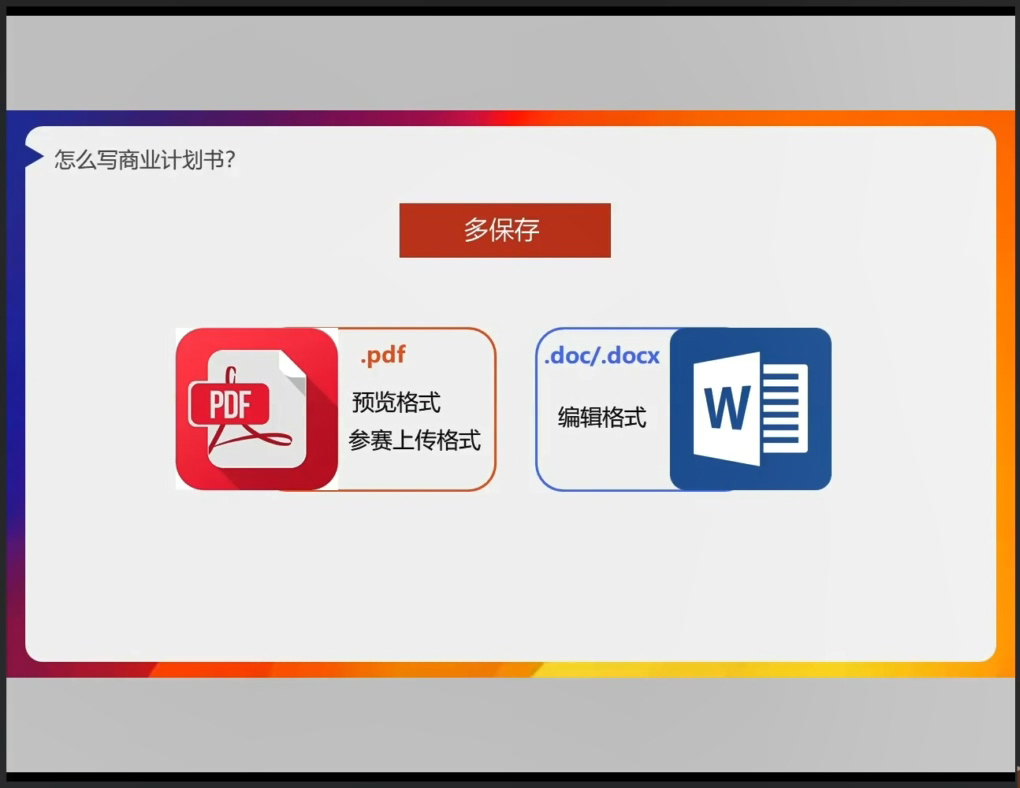 怎么写商业计划书?
多保存
.pdf
预览格式
参赛上传格式
PDF
.doc/.docx
编辑格式
W